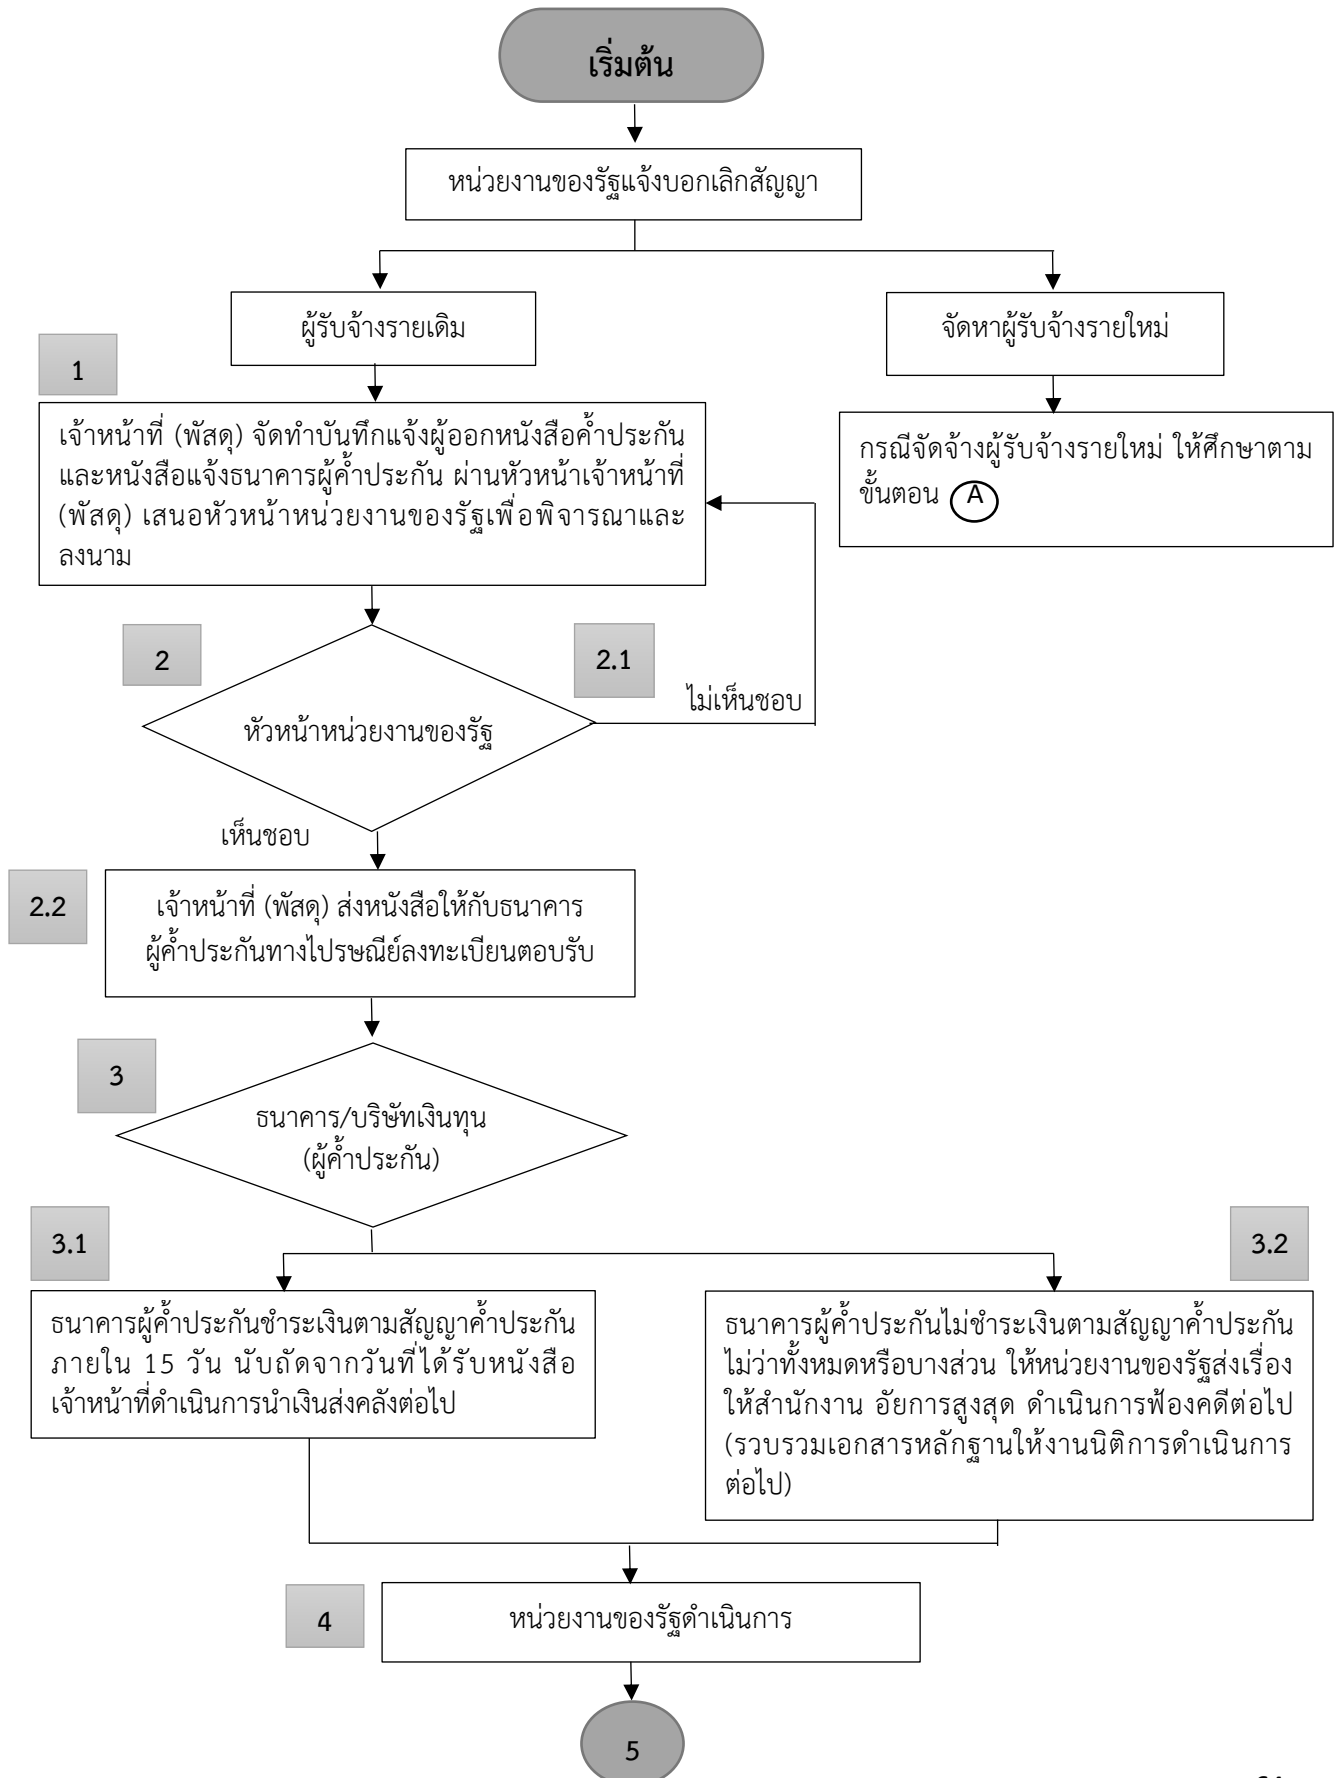 เริ่มต้น
หน่วยงานของรัฐแจ้งบอกเลิกสัญญา
ผู้รับจ้างรายเดิม
จัดหาผู้รับจ้างรายใหม่
1
เจ้าหน้าที่ (พัสดุ) จัดทำบันทึกแจ้งผู้ออกหนังสือค้ำประกัน
และหนังสือแจ้งธนาคารผู้ค้ำประกัน ผ่านหัวหน้าเจ้าหน้าที่
(พัสดุ) เสนอหัวหน้าหน่วยงานของรัฐเพื่อพิจารณาและ
ลงนาม
กรณีจัดจ้างผู้รับจ้างรายใหม่ ให้ศึกษาตาม
ขั้นตอน A
2
2.1
ไม่เห็นชอบ
หัวหน้าหน่วยงานของรัฐ
เห็นชอบ
2.2
เจ้าหน้าที่ (พัสดุ) ส่งหนังสือให้กับธนาคาร
ผู้ค้ำประกันทางไปรษณีย์ลงทะเบียนตอบรับ
3
ธนาคาร/บริษัทเงินทุน
(ผู้ค้ำประกัน)
3.1
3.2
ธนาคารผู้ค้ำประกันชำระเงินตามสัญญาค้ำประกัน
ภายใน 15 วัน นับถัดจากวันที่ได้รับหนังสือ
เจ้าหน้าที่ดำเนินการนำเงินส่งคลังต่อไป
ธนาคารผู้ค้ำประกันไม่ชำระเงินตามสัญญาค้ำประกัน
ไม่ว่าทั้งหมดหรือบางส่วน ให้หน่วยงานของรัฐส่งเรื่อง
ให้สำนักงาน อัยการสูงสุด ดำเนินการฟ้องคดีต่อไป
(รวบรวมเอกสารหลักฐานให้งานนิติการดำเนินการ
ต่อไป)
4
หน่วยงานของรัฐดำเนินการ
5